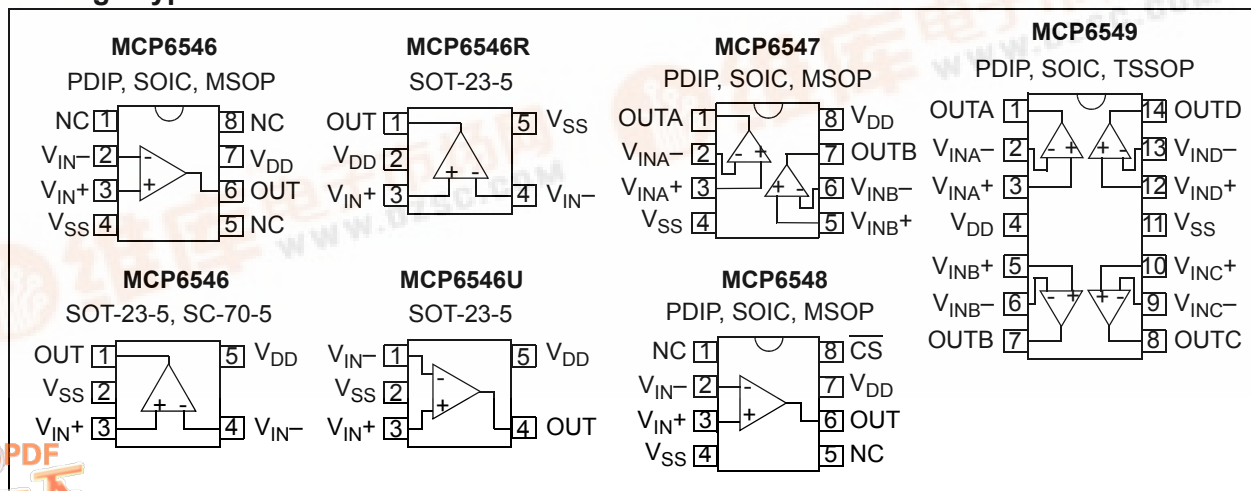 MCP6546
PDIP, SOIC, MSOP
NC 1
8 NC
VIN– 2
7 VDD
VIN+ 3
6 OUT
VSS 4
5 NC
- 
+
MCP6546R
SOT-23-5
OUT 1
5 VSS
VDD 2
VIN+ 3
4 VIN–
+ -
MCP6547
PDIP, SOIC, MSOP
OUTA 1
8 VDD
VINA– 2
7 OUTB
VINA+ 3
6 VINB–
VSS 4
5 VINB+
- +
+ -
MCP6549
PDIP, SOIC, TSSOP
OUTA 1
14 OUTD
VINA– 2
13 VIND–
VINA+ 3
12 VIND+
VDD 4
11 VSS
VINB+ 5
10 VINC+
VINB– 6
9 VINC–
OUTB 7
8 OUTC
- +
+ -
- +
+ -
MCP6546
SOT-23-5, SC-70-5
OUT 1
5 VDD
VSS 2
VIN+ 3
4 VIN–
+ -
MCP6546U
SOT-23-5
VIN– 1
5 VDD
VSS 2
VIN+ 3
4 OUT
-
+
MCP6548
PDIP, SOIC, MSOP
NC 1
8 CS
VIN– 2
7 VDD
VIN+ 3
6 OUT
VSS 4
5 NC
-
+
PDF